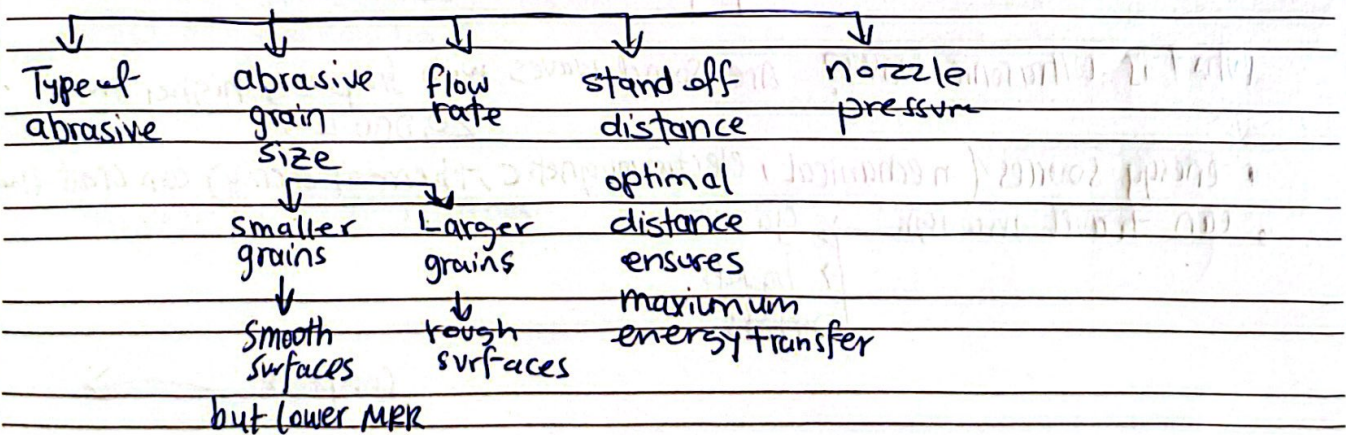 Type of
abrasive
abrasive
grain
size
smaller
grains
smooth
surfaces
but lower MRR
Larger
grains
rough
surfaces
flow
rate
stand off
distance
optimal
distance
ensures
maxiumum
energy transfer
nozzle
pressure